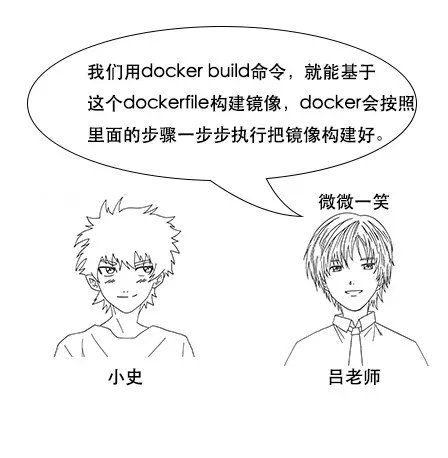 我们用docker build命令，就能基于
这个dockerfile构建镜像，docker会按照
里面的步骤一步步执行把镜像构建好。
微微一笑
小史
吕老师